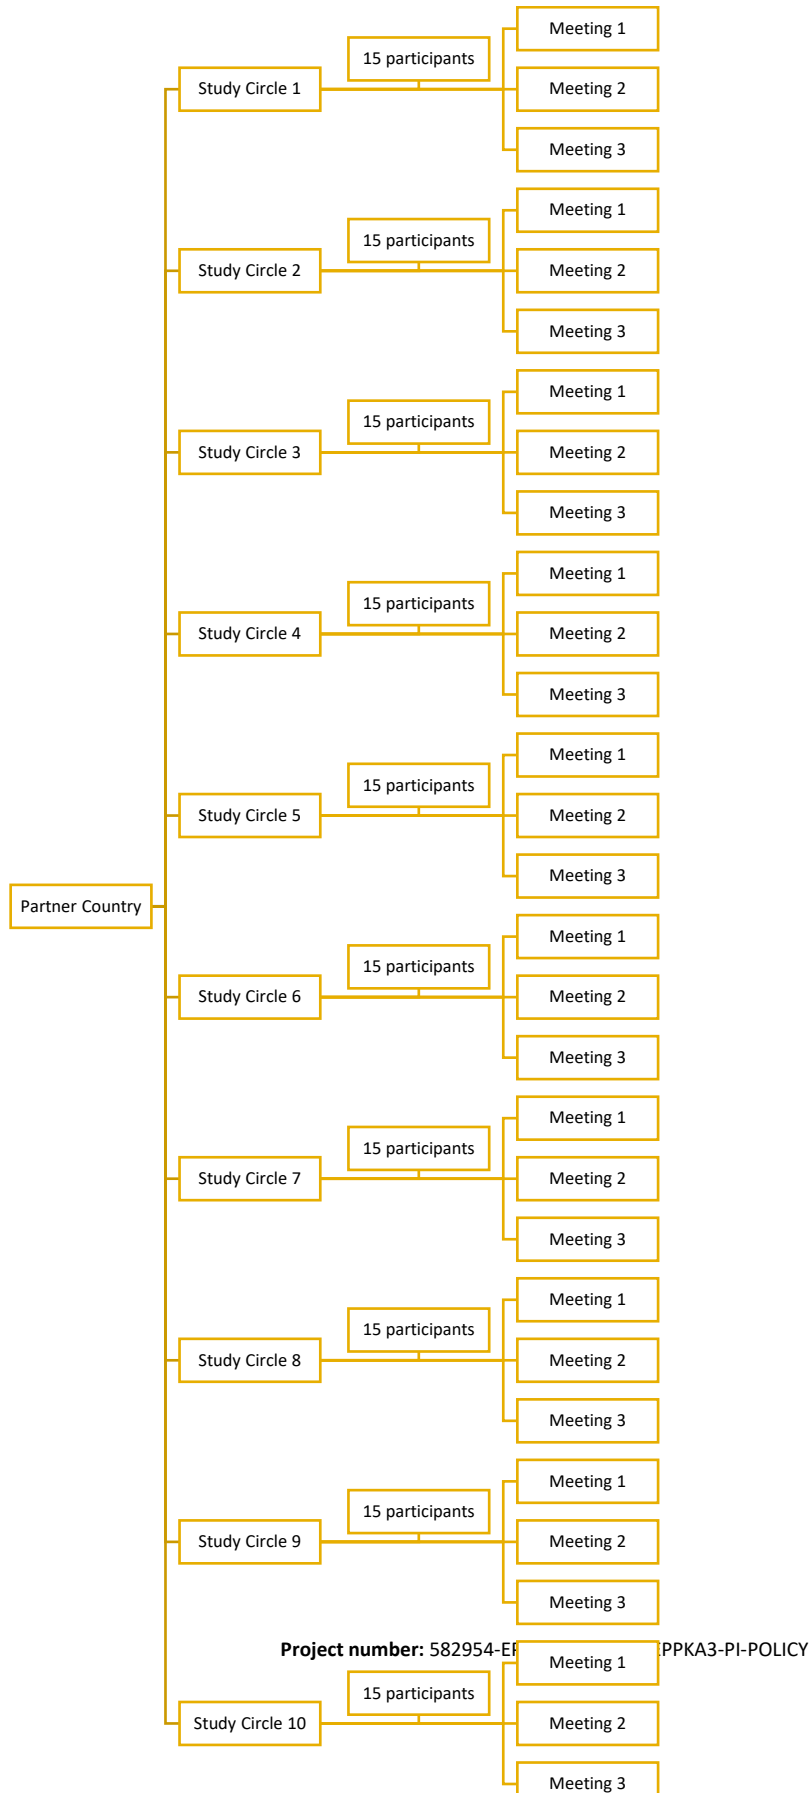 Partner Country
Study Circle 1
15 participants
Meeting 1
Meeting 2
Meeting 3
Study Circle 2
15 participants
Meeting 1
Meeting 2
Meeting 3
Study Circle 3
15 participants
Meeting 1
Meeting 2
Meeting 3
Study Circle 4
15 participants
Meeting 1
Meeting 2
Meeting 3
Study Circle 5
15 participants
Meeting 1
Meeting 2
Meeting 3
Study Circle 6
15 participants
Meeting 1
Meeting 2
Meeting 3
Study Circle 7
15 participants
Meeting 1
Meeting 2
Meeting 3
Study Circle 8
15 participants
Meeting 1
Meeting 2
Meeting 3
Study Circle 9
15 participants
Meeting 1
Meeting 2
Meeting 3
Study Circle 10
15 participants
Meeting 1
Meeting 2
Meeting 3
Project number: 582954-E PPKA3-PI-POLICY